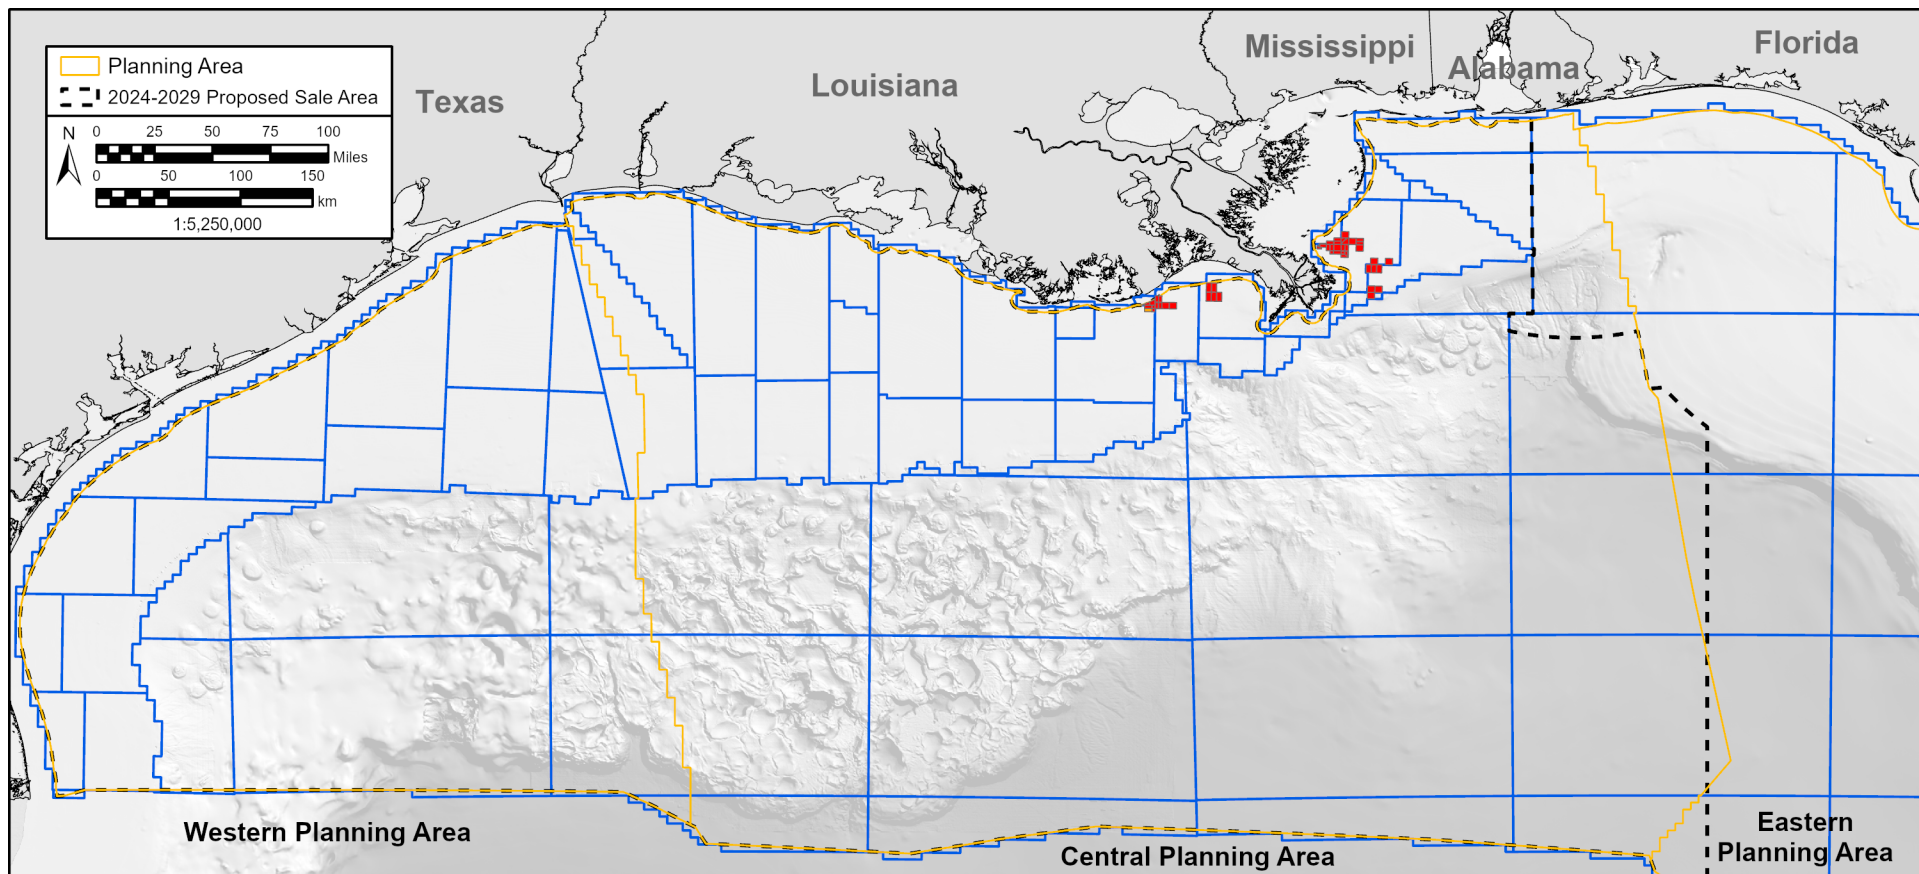 Planning Area
2024-2029 Proposed Sale Area
N
0 25 50 75 100
Miles
0 50 100 150
km
1:5,250,000
Texas
Louisiana
Mississippi
Alabama
Florida
Western Planning Area
Central Planning Area
Eastern
Planning Area